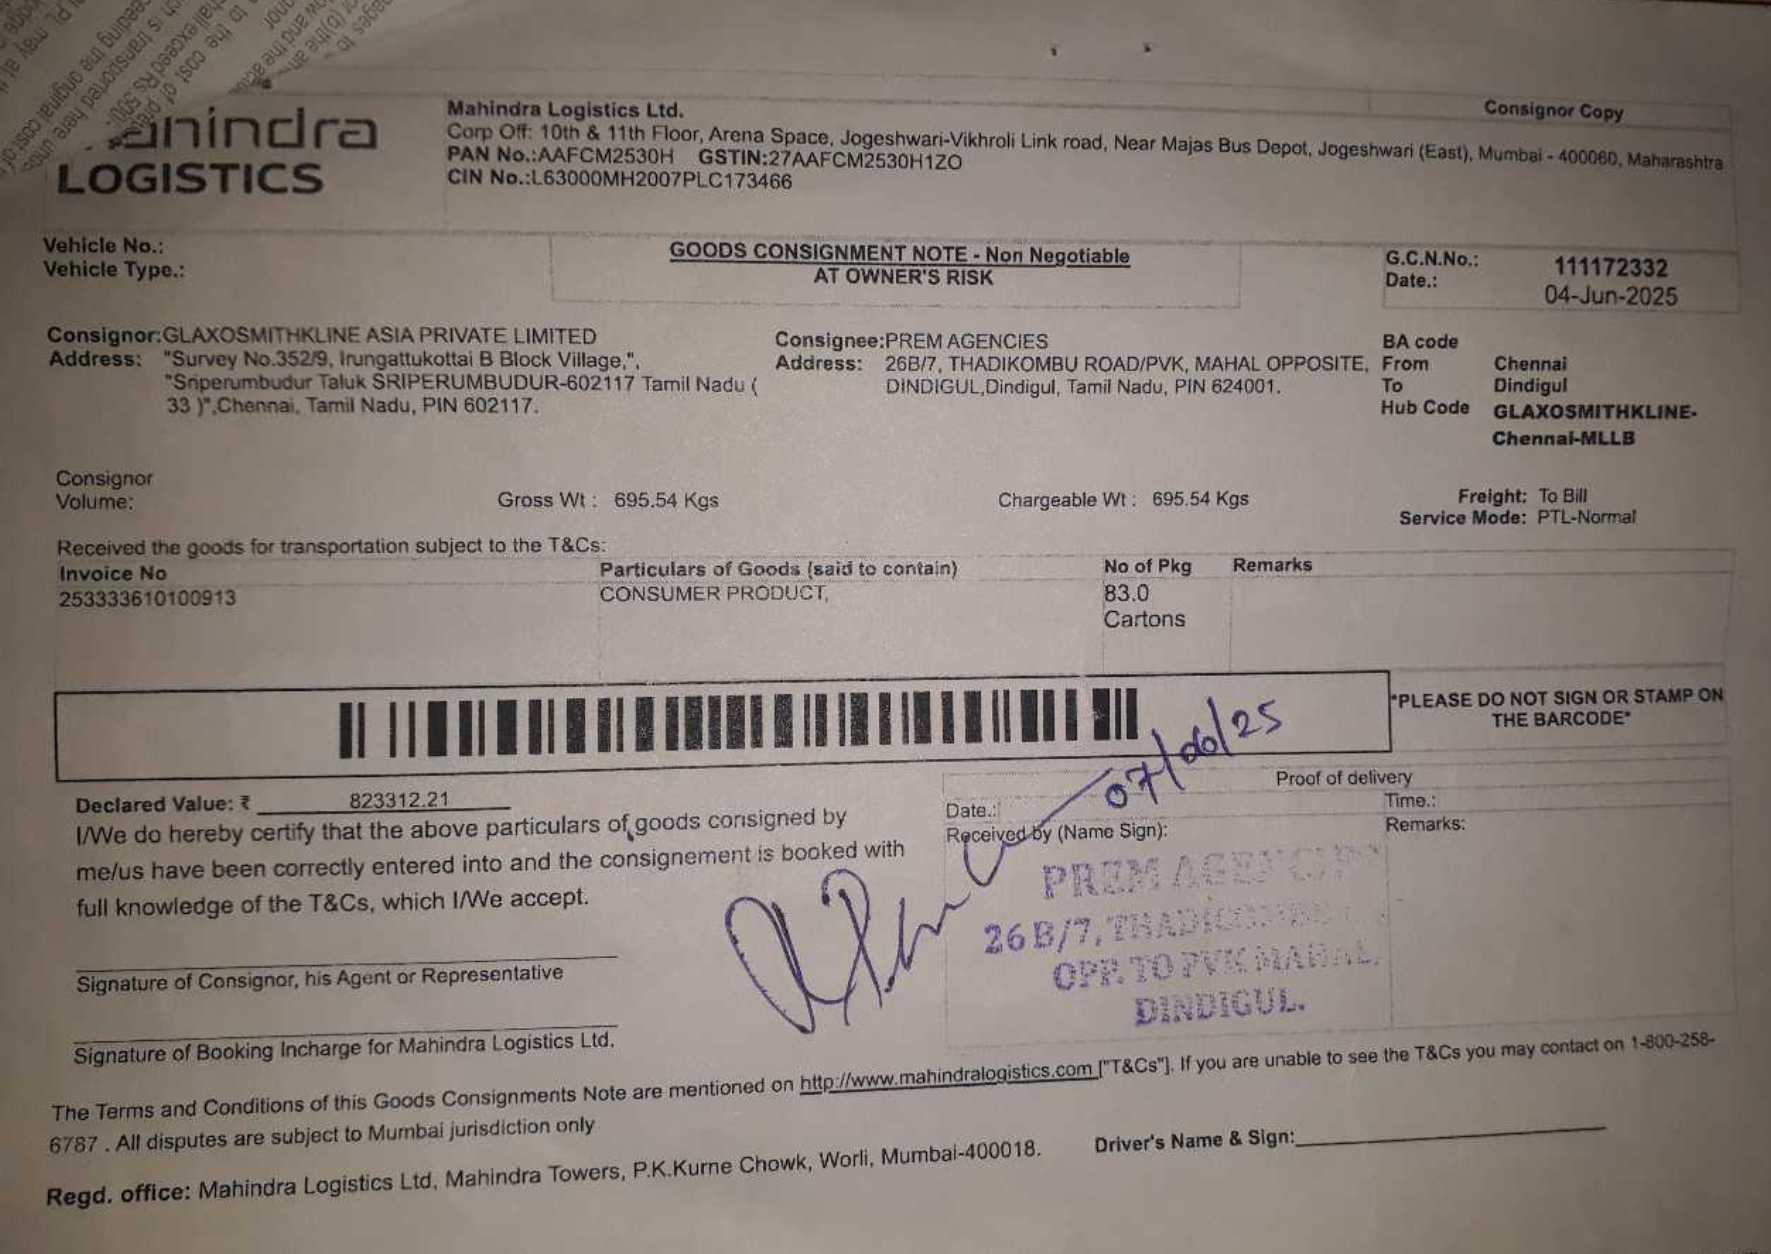 mahindra
LOGISTICS
Mahindra Logistics Ltd.
Corp Off: 10th & 11th Floor, Arena Space, Jogeshwari-Vikhroli Link road, Near Majas Bus Depot, Jogeshwari (East), Mumbai - 400060, Maharashtra
PAN No.:AAFCM2530H GSTIN:27AAFCM2530H1ZO
CIN No.:L63000MH2007PLC173466
Consignor Copy
Vehicle No.:
Vehicle Type.:
GOODS CONSIGNMENT NOTE - Non Negotiable
AT OWNER'S RISK
G.C.N.No.: 111172332
Date.: 04-Jun-2025
Consignor:GLAXOSMITHKLINE ASIA PRIVATE LIMITED
Address: "Survey No.352/9, Irungattukottai B Block Village,",
"Sriperumbudur Taluk SRIPERUMBUDUR-602117 Tamil Nadu (
33 )",Chennai, Tamil Nadu, PIN 602117.
Consignee:PREM AGENCIES
Address: 26B/7, THADIKOMBU ROAD/PVK, MAHAL OPPOSITE,
DINDIGUL,Dindigul, Tamil Nadu, PIN 624001.
BA code
From Chennai
To Dindigul
Hub Code GLAXOSMITHKLINE-
Chennai-MLLB
Consignor
Volume:
Gross Wt : 695.54 Kgs
Chargeable Wt : 695.54 Kgs
Freight: To Bill
Service Mode: PTL-Normal
Received the goods for transportation subject to the T&Cs:
Invoice No Particulars of Goods (said to contain) No of Pkg Remarks
253333610100913 CONSUMER PRODUCT, 83.0
Cartons
*PLEASE DO NOT SIGN OR STAMP ON
THE BARCODE*
07/06/25
Declared Value: ₹ 823312.21
I/We do hereby certify that the above particulars of goods consigned by
me/us have been correctly entered into and the consignement is booked with
full knowledge of the T&Cs, which I/We accept.
Proof of delivery
Date.: Time.:
Received by (Name Sign): Remarks:
PREM AGENCIES
26 B/7, THADICOMBU
OPP. TO PVK MAHAL,
DINDIGUL.
Signature of Consignor, his Agent or Representative
Signature of Booking Incharge for Mahindra Logistics Ltd.
The Terms and Conditions of this Goods Consignments Note are mentioned on http://www.mahindralogistics.com ["T&Cs"]. If you are unable to see the T&Cs you may contact on 1-800-258-
6787 . All disputes are subject to Mumbai jurisdiction only
Regd. office: Mahindra Logistics Ltd, Mahindra Towers, P.K.Kurne Chowk, Worli, Mumbai-400018.
Driver's Name & Sign: